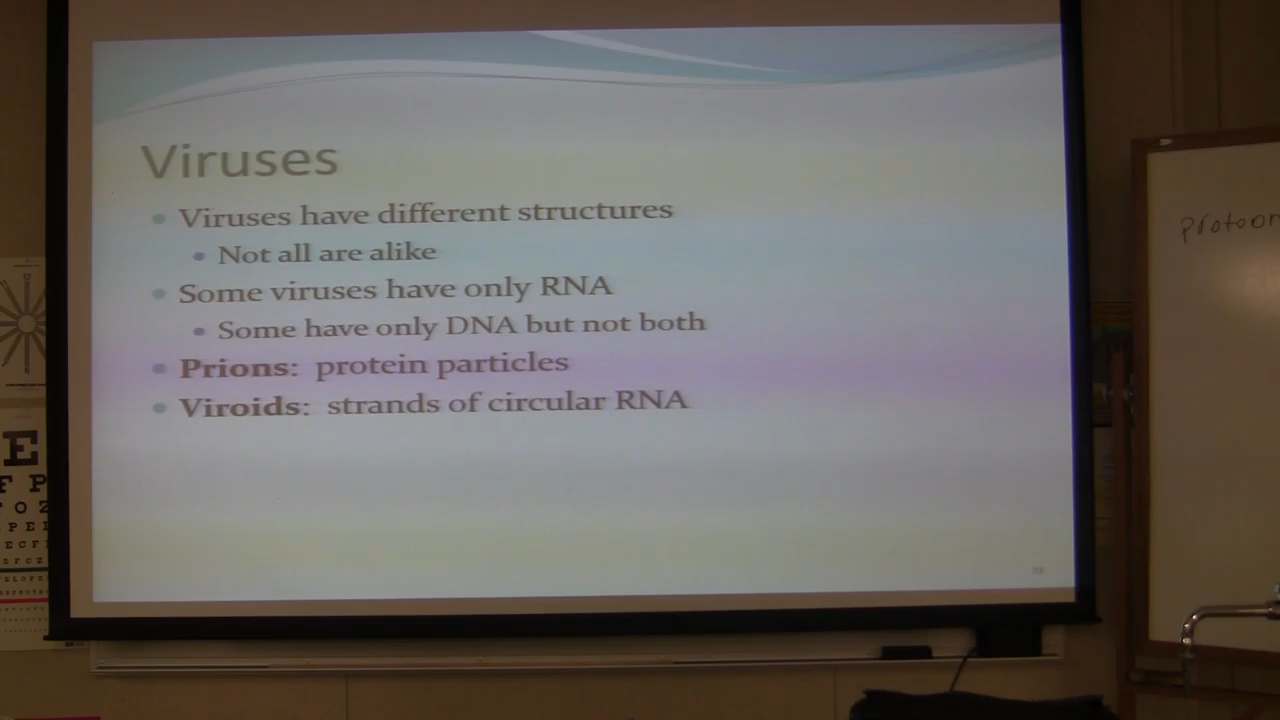 Viruses
Viruses have different structures
Not all are alike
Some viruses have only RNA
Some have only DNA but not both
Prions: protein particles
Viroids: strands of circular RNA
protoon
E
F P
T O Z
P E
E C F